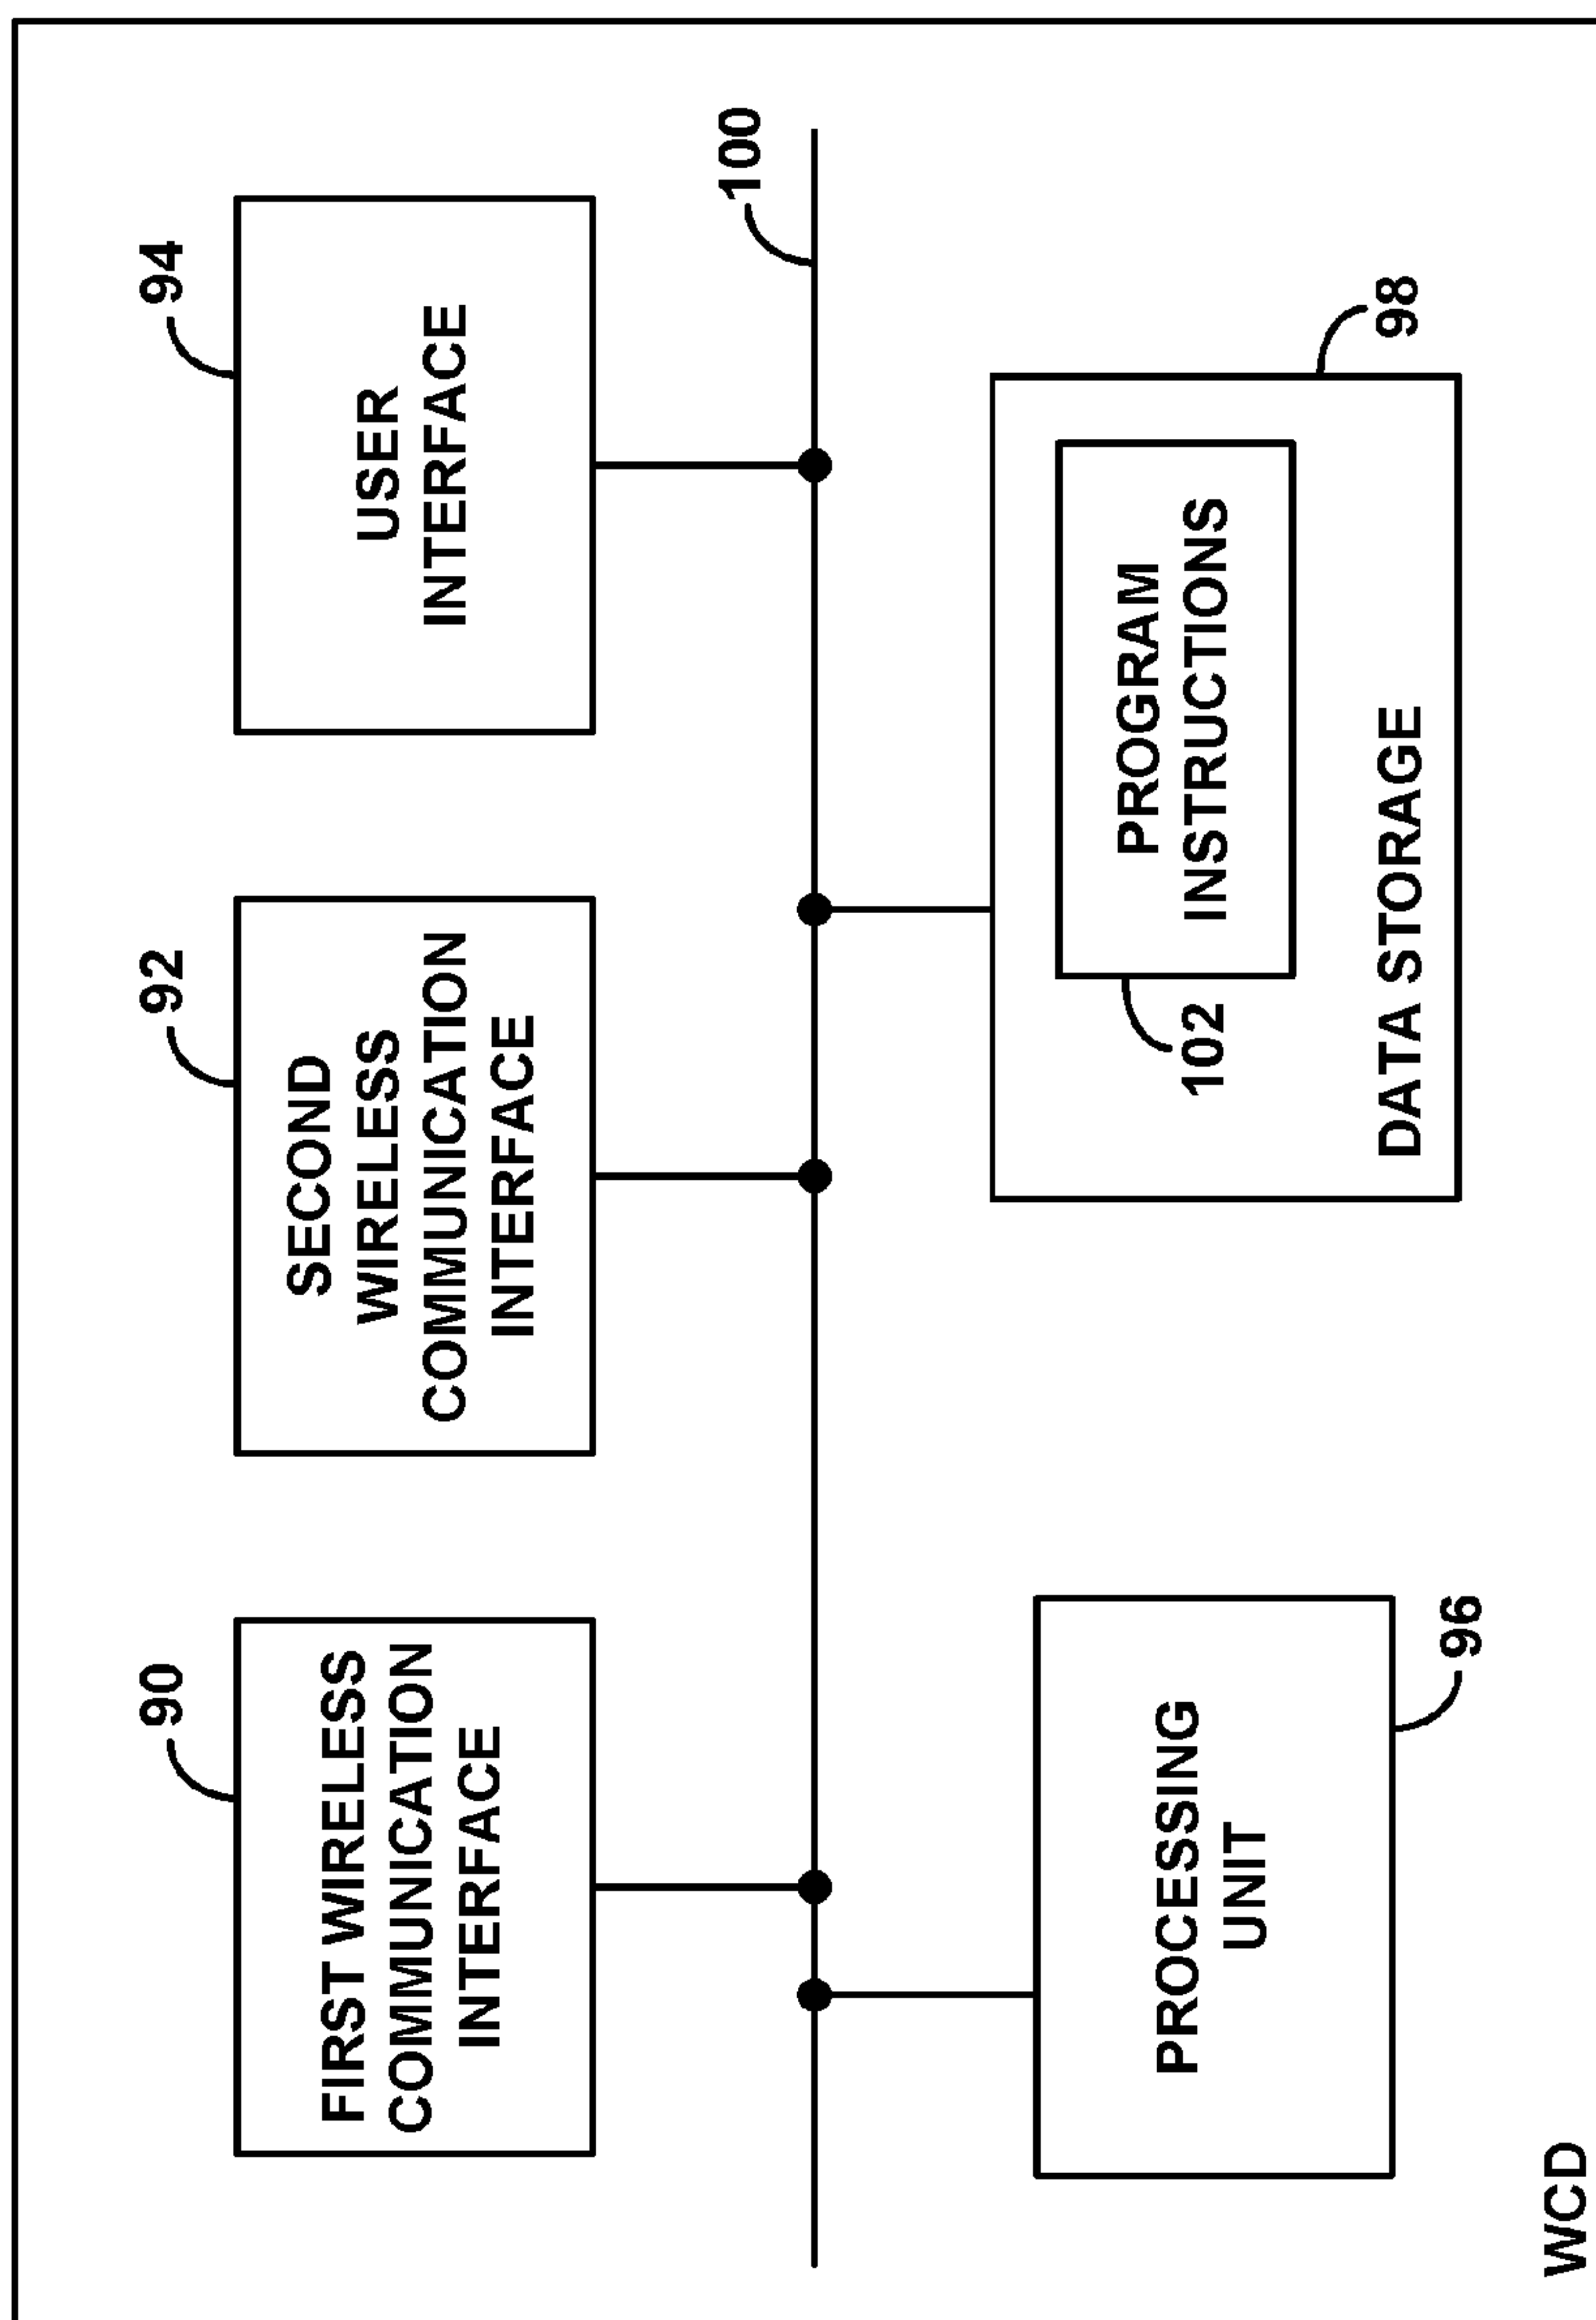 90
92
94
FIRST WIRELESS
COMMUNICATION
INTERFACE
SECOND
WIRELESS
COMMUNICATION
INTERFACE
USER
INTERFACE
100
PROCESSING
UNIT
96
PROGRAM
INSTRUCTIONS
102
DATA STORAGE
98
WCD